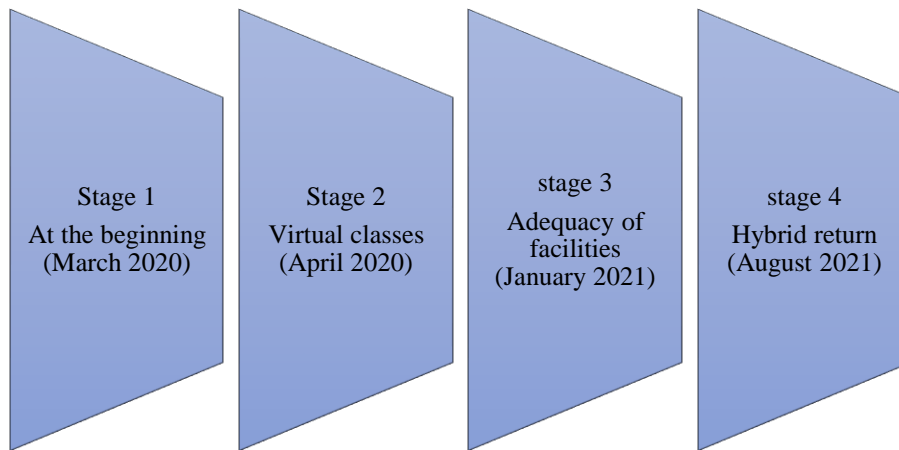 Stage 1
At the beginning
(March 2020)
Stage 2
Virtual classes
(April 2020)
stage 3
Adequacy of
facilities
(January 2021)
stage 4
Hybrid return
(August 2021)